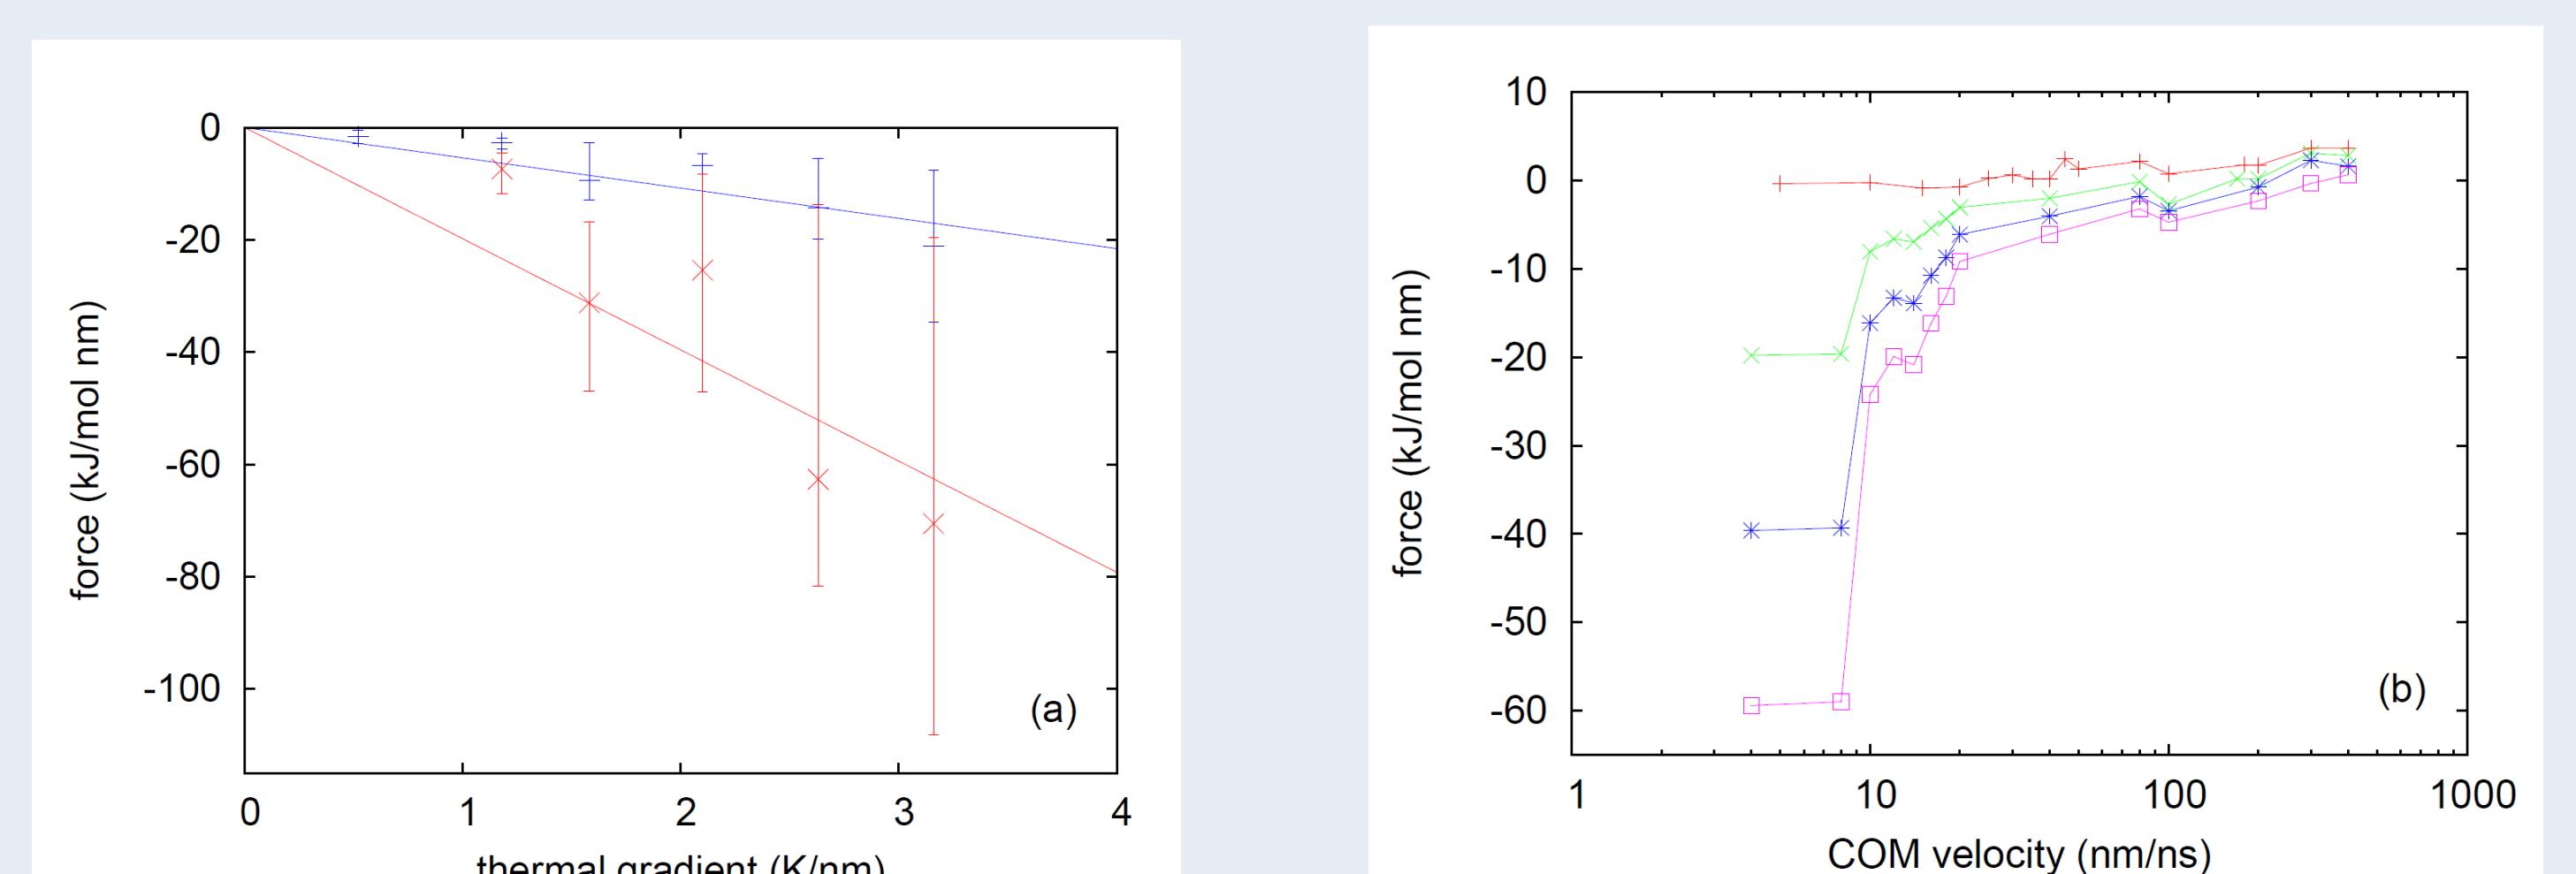 0
-20
-40
-60
-80
-100
force (kJ/mol nm)
(a)
0 1 2 3 4
thermal gradient (K/nm)
10
0
-10
-20
-30
-40
-50
-60
force (kJ/mol nm)
(b)
1 10 100 1000
COM velocity (nm/ns)